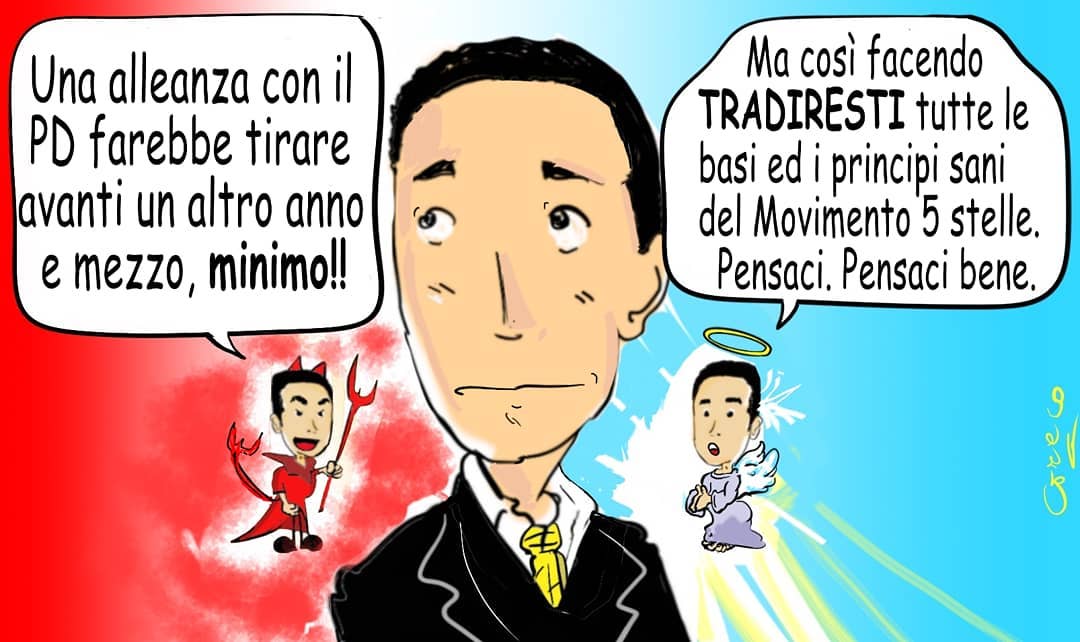 Una alleanza con il
PD farebbe tirare
avanti un altro anno
e mezzo, minimo!!
Ma così facendo
TRADIRESTI tutte le
basi ed i principi sani
del Movimento 5 stelle.
Pensaci. Pensaci bene.